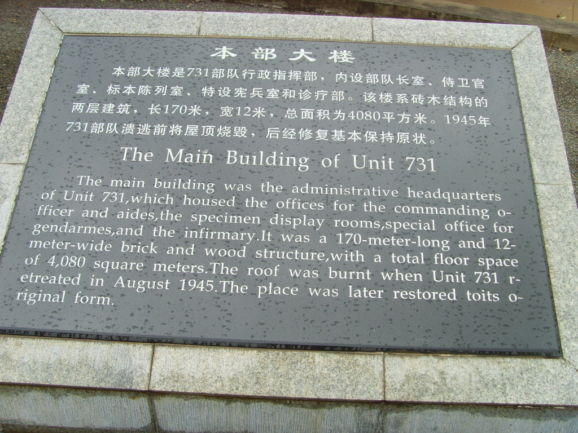 本部大楼
本部大楼是731部队行政指挥部，内设部队长室、侍卫官
室、标本陈列室、特设宪兵室和诊疗部。该楼系砖木结构的
两层建筑，长170米，宽12米，总面积为4080平方米。1945年
731部队溃逃前将屋顶烧毁，后经修复基本保持原状。
The Main Building of Unit 731
The main building was the administrative headquarters
of Unit 731,which housed the offices for the commanding o-
fficer and aides,the specimen display rooms,special office for
gendarmes,and the infirmary.It was a 170-meter-long and 12-
meter-wide brick and wood structure,with a total floor space
of 4,080 square meters.The roof was burnt when Unit 731 r-
etreated in August 1945.The place was later restored toits o-
riginal form.